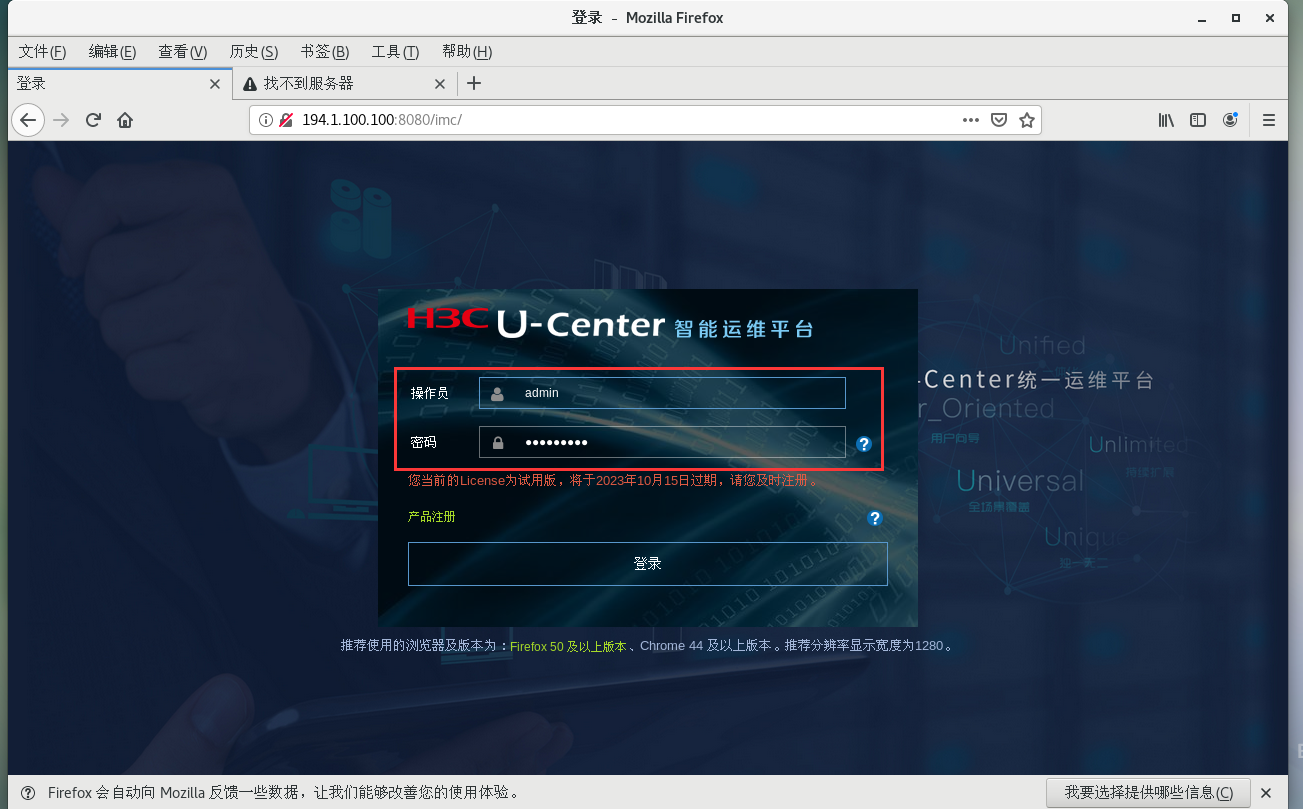 登录 - Mozilla Firefox
文件(F) 编辑(E) 查看(V) 历史(S) 书签(B) 工具(T) 帮助(H)
登录 找不到服务器
194.1.100.100:8080/imc/
H3C U-Center 智能运维平台
操作员 admin
密码 •••••••••
您当前的License为试用版，将于2023年10月15日过期，请您及时注册。
产品注册
登录
推荐使用的浏览器及版本为：Firefox 50 及以上版本、Chrome 44 及以上版本。推荐分辨率显示宽度为1280。
Unified
-Center统一运维平台
r_Oriented
用户向导
Unlimited
持续扩展
Universal
全场景覆盖
Uniqu
独一无二
Firefox 会自动向 Mozilla 反馈一些数据，让我们能够改善您的使用体验。
我要选择提供哪些信息(C)